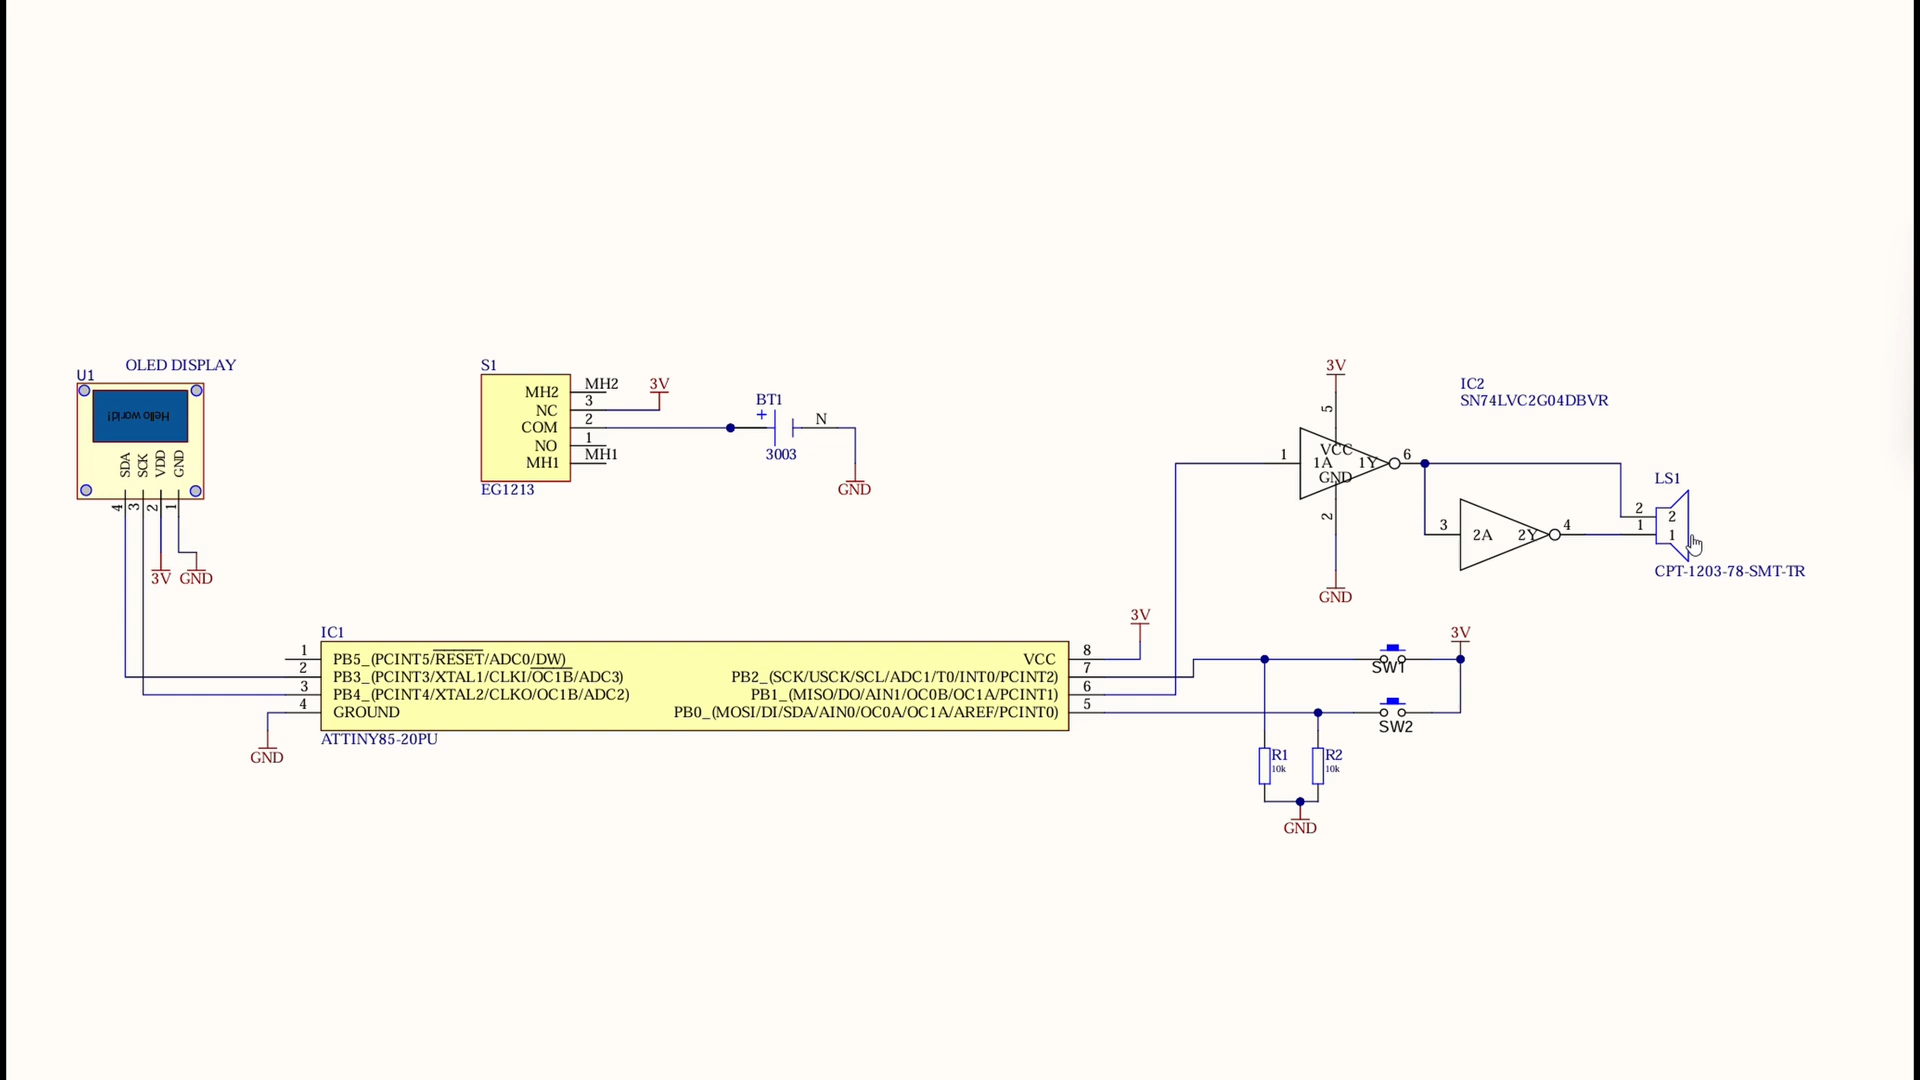 OLED DISPLAY
U1
Hello world!
SDA
SCK
VDD
GND
4
3
2
1
3V
GND
S1
MH2
NC
COM
NO
MH1
MH2
3
2
1
MH1
EG1213
3V
BT1
+
N
3003
GND
IC1
1
2
3
4
PB5_(PCINT5/RESET/ADC0/DW)
PB3_(PCINT3/XTAL1/CLKI/OC1B/ADC3)
PB4_(PCINT4/XTAL2/CLKO/OC1B/ADC2)
GROUND
VCC
PB2_(SCK/USCK/SCL/ADC1/T0/INT0/PCINT2)
PB1_(MISO/DO/AIN1/OC0B/OC1A/PCINT1)
PB0_(MOSI/DI/SDA/AIN0/OC0A/OC1A/AREF/PCINT0)
8
7
6
5
ATTINY85-20PU
GND
3V
3V
5
IC2
SN74LVC2G04DBVR
1
VCC
1A
1Y
GND
6
2
GND
3
2A
2Y
4
LS1
2
1
2
1
CPT-1203-78-SMT-TR
3V
SW1
SW2
R1
10k
R2
10k
GND